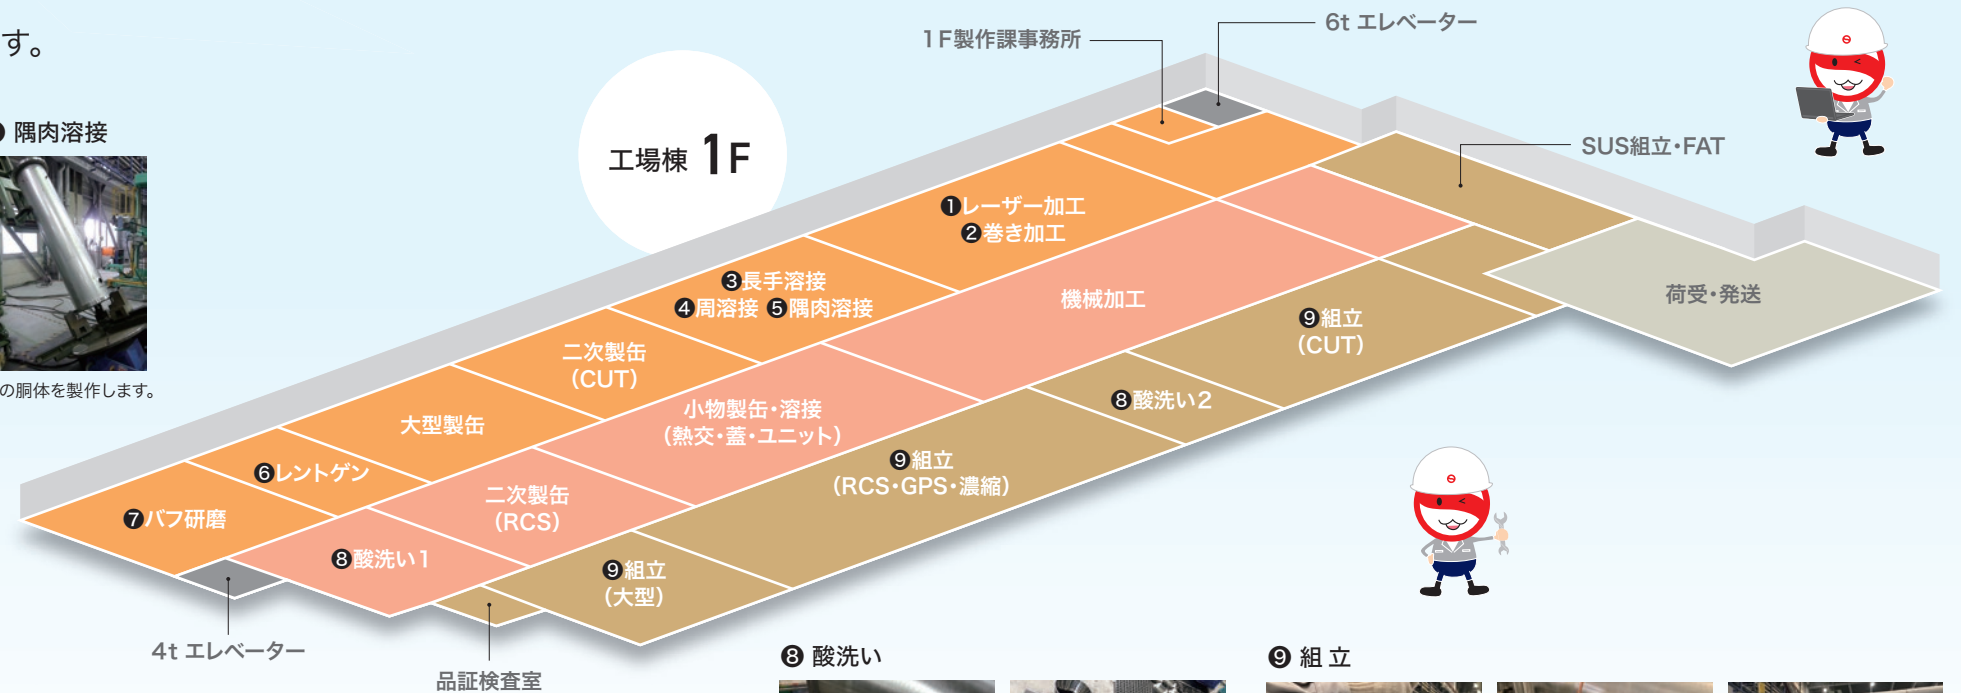 す。
隅肉溶接
の胴体を製作します。
工場棟 1F
1F製作課事務所
6t エレベーター
SUS組立・FAT
❶レーザー加工
❷巻き加工
❸長手溶接
❹周溶接 ❺隅肉溶接
機械加工
荷受・発送
二次製缶
(CUT)
❾組立
(CUT)
大型製缶
小物製缶・溶接
(熱交・蓋・ユニット)
❽酸洗い2
❻レントゲン
❾組立
(RCS・GPS・濃縮)
❼バフ研磨
二次製缶
(RCS)
❽酸洗い1
❾組立
(大型)
4t エレベーター
品証検査室
❽ 酸洗い
❾ 組 立